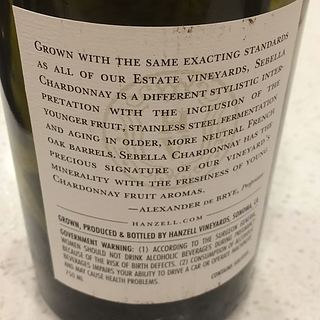 GROWN WITH THE SAME EXACTING STANDARDS
AS ALL OF OUR ESTATE VINEYARDS, SEBELLA
CHARDONNAY IS A DIFFERENT STYLISTIC INTER-
PRETATION WITH THE INCLUSION OF THE
YOUNGER FRUIT, STAINLESS STEEL FERMENTATION
AND AGING IN OLDER, MORE NEUTRAL FRENCH
OAK BARRELS. SEBELLA CHARDONNAY HAS THE
PRECIOUS SIGNATURE OF OUR VINEYARD'S
MINERALITY WITH THE FRESHNESS OF YOUNG
CHARDONNAY FRUIT AROMAS.
—ALEXANDER DE BRYE, Proprietor
HANZELL.COM
GROWN, PRODUCED & BOTTLED BY HANZELL VINEYARDS, SONOMA, CA
GOVERNMENT WARNING: (1) ACCORDING TO THE SURGEON GENERAL,
WOMEN SHOULD NOT DRINK ALCOHOLIC BEVERAGES DURING PREGNANCY
BECAUSE OF THE RISK OF BIRTH DEFECTS. (2) CONSUMPTION OF ALCOHOLIC
BEVERAGES IMPAIRS YOUR ABILITY TO DRIVE A CAR OR OPERATE
AND MAY CAUSE HEALTH PROBLEMS.
750 ML
CONTAINS